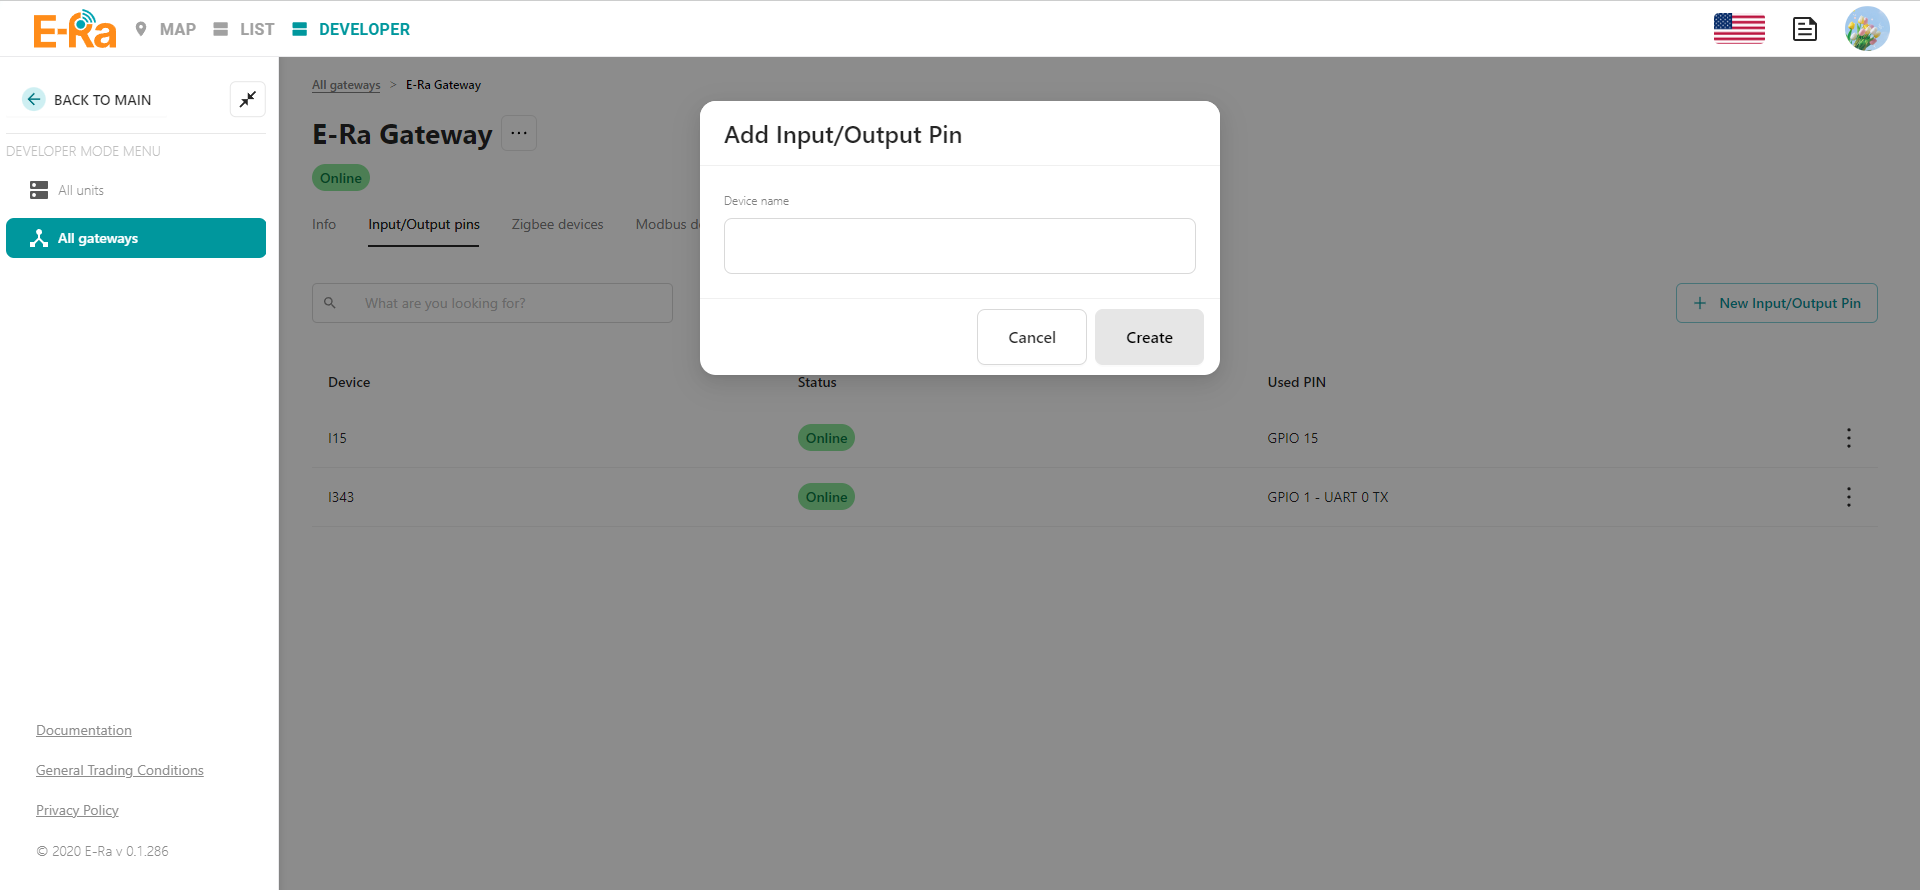 E-Ra MAP LIST DEVELOPER
BACK TO MAIN
DEVELOPER MODE MENU
All units
All gateways
Documentation
General Trading Conditions
Privacy Policy
© 2020 E-Ra v 0.1.286
All gateways > E-Ra Gateway
E-Ra Gateway ...
Online
Info Input/Output pins Zigbee devices Modbus
What are you looking for?
+ New Input/Output Pin
Device Status Used PIN
I15 Online GPIO 15
I343 Online GPIO 1 - UART 0 TX
Add Input/Output Pin
Device name
Cancel Create